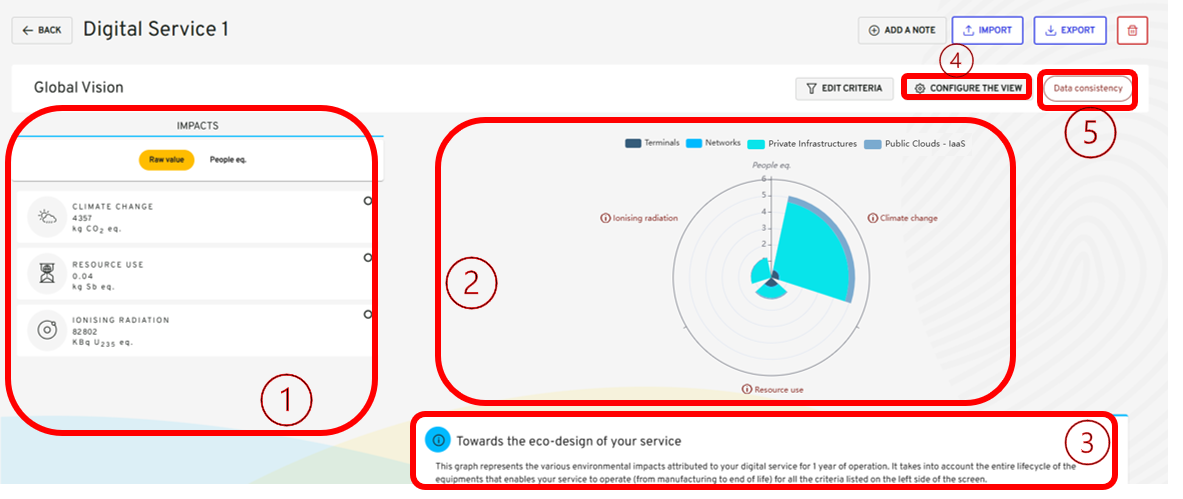 BACK
Digital Service 1
ADD A NOTE
IMPORT
EXPORT
4
Global Vision
EDIT CRITERIA
CONFIGURE THE VIEW
Data consistency
5
IMPACTS
Raw value
People eq.
CLIMATE CHANGE
4357
kg CO2 eq.
RESOURCE USE
0.04
kg Sb eq.
IONISING RADIATION
82802
KBq U235 eq.
1
Terminals
Networks
Private Infrastructures
Public Clouds - IaaS
People eq.
6
5
4
3
2
Ionising radiation
Climate change
Resource use
2
Towards the eco-design of your service
3
This graph represents the various environmental impacts attributed to your digital service for 1 year of operation. It takes into account the entire lifecycle of the
equipments that enables your service to operate (from manufacturing to end of life) for all the criteria listed on the left side of the screen.